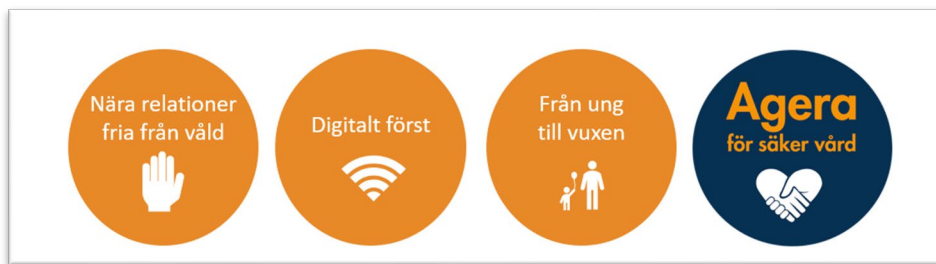 Nära relationer
fria från våld
Digitalt först
Från ung
till vuxen
Agera
för säker vård